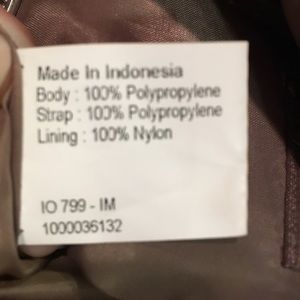 Made In Indonesia
Body : 100% Polypropylene
Strap : 100% Polypropylene
Lining : 100% Nylon
IO 799 - IM
1000036132